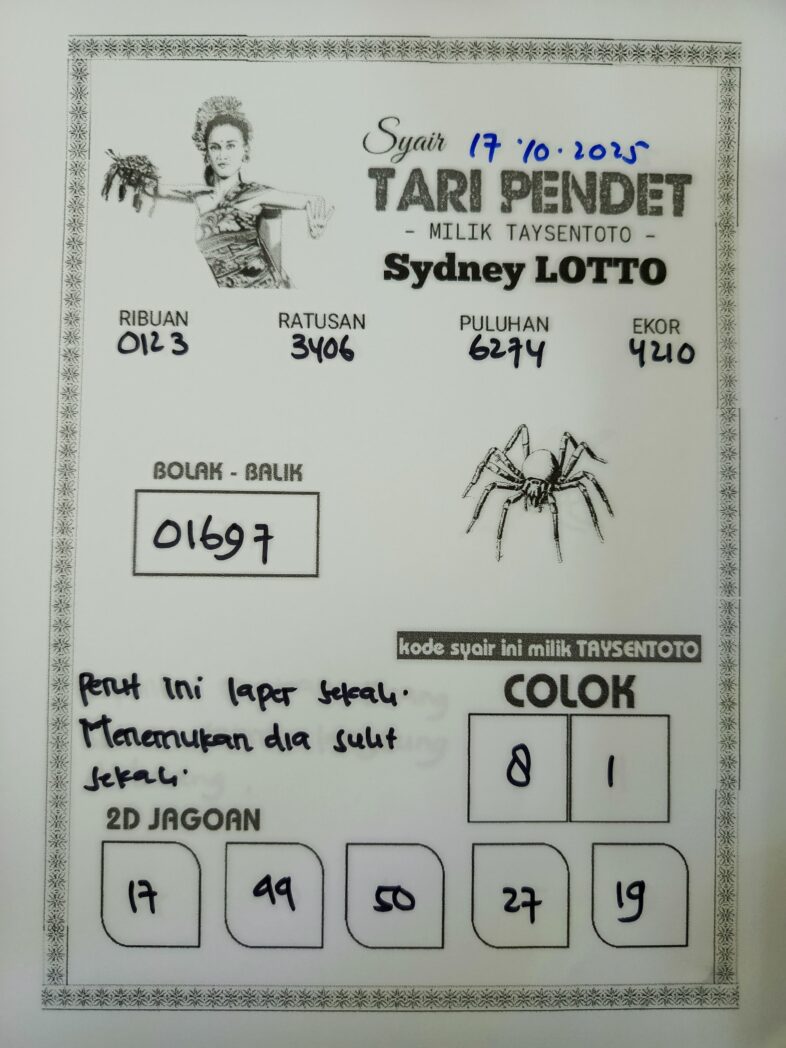 Syair 17.10.2025
TARI PENDET
- MILIK TAYSENTOTO -
Sydney LOTTO
RIBUAN RATUSAN PULUHAN EKOR
0123 3406 6274 4210
BOLAK - BALIK
01697
kode syair ini milik TAYSENTOTO
Perut ini laper sekali.
Menemukan dia sulit
sekali.
COLOK
8 1
2D JAGOAN
17 49 50 27 19